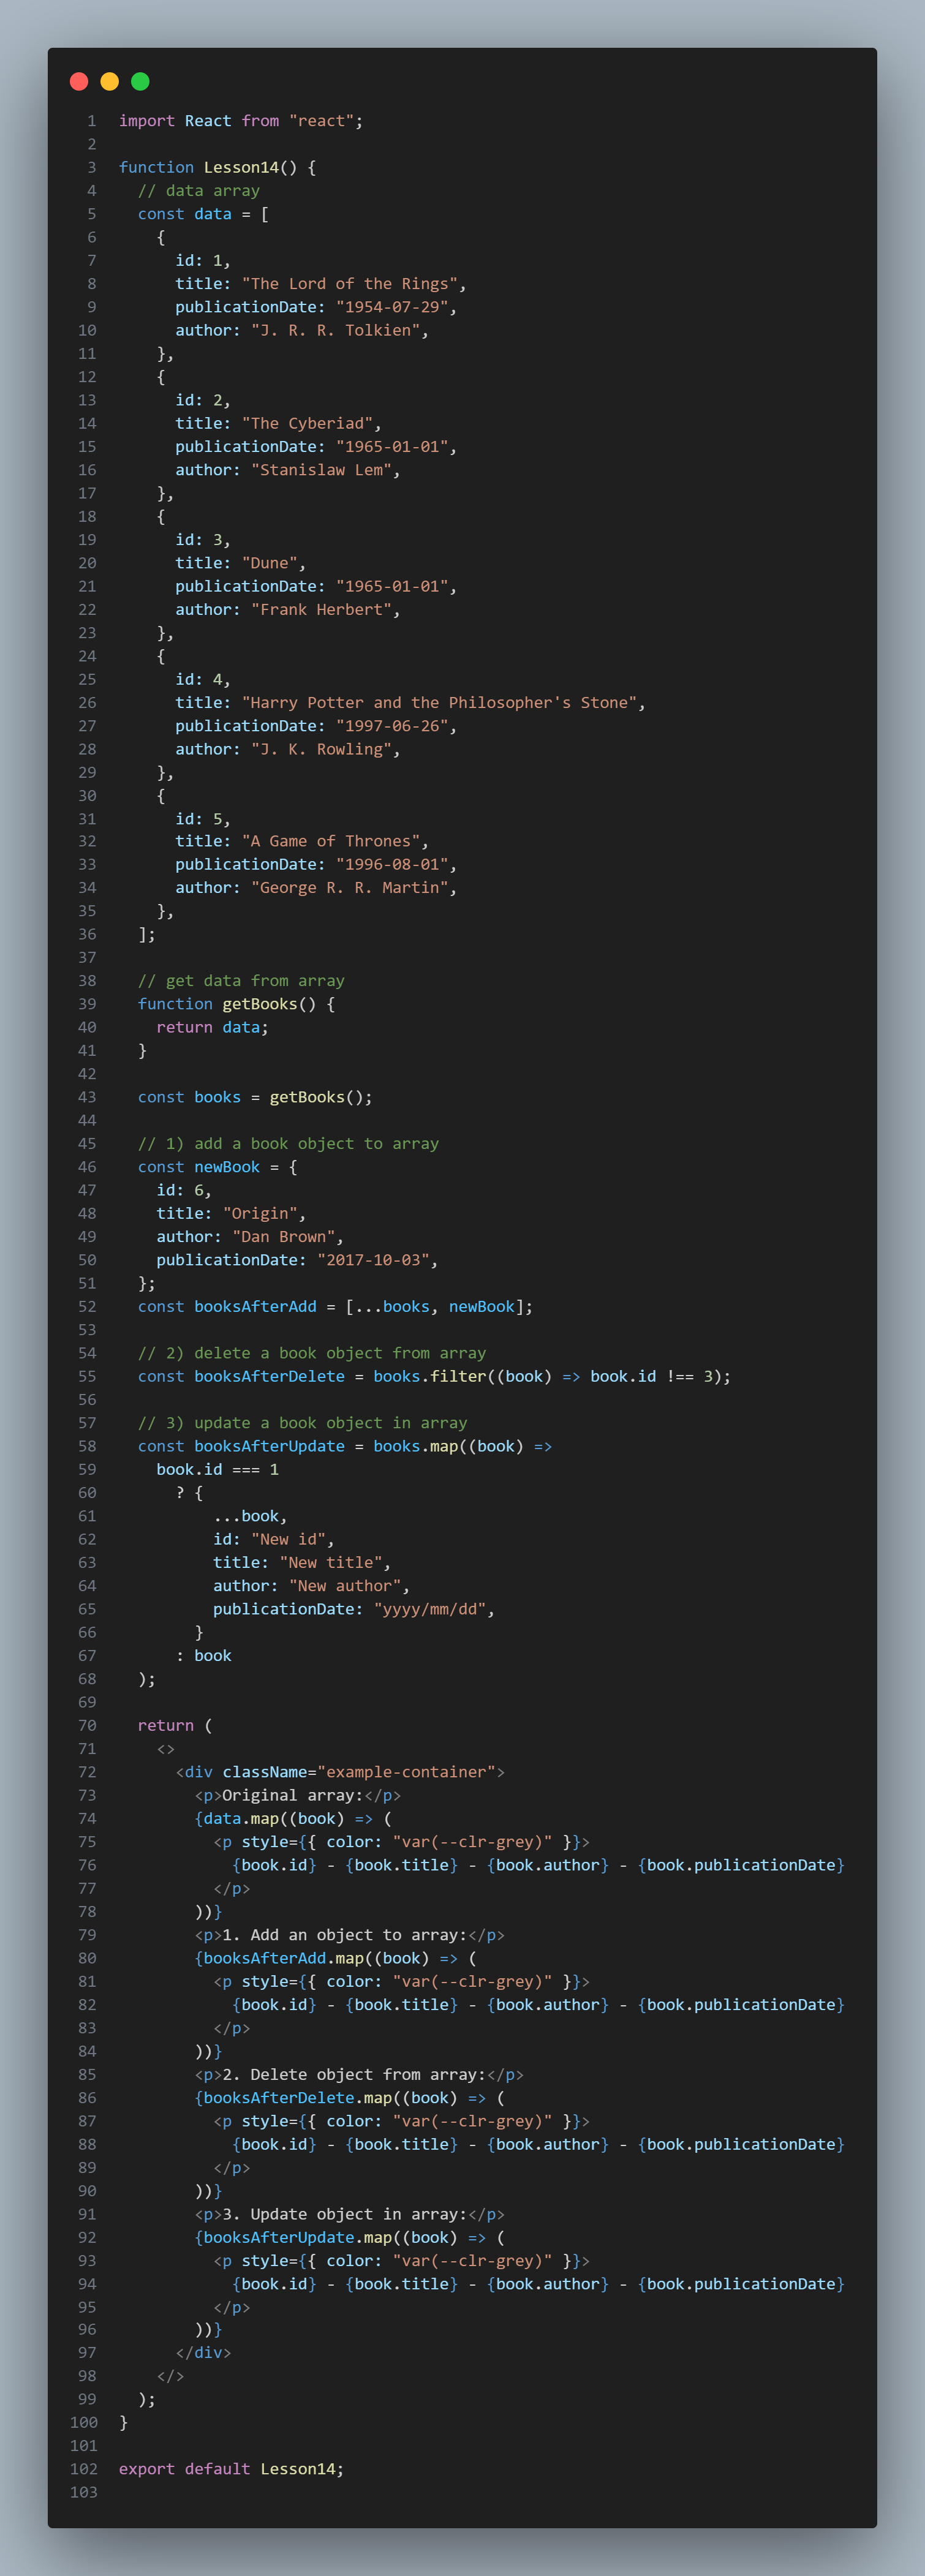 1 import React from "react";
2
3 function Lesson14() {
4   // data array
5   const data = [
6     {
7       id: 1,
8       title: "The Lord of the Rings",
9       publicationDate: "1954-07-29",
10       author: "J. R. R. Tolkien",
11     },
12     {
13       id: 2,
14       title: "The Cyberiad",
15       publicationDate: "1965-01-01",
16       author: "Stanislaw Lem",
17     },
18     {
19       id: 3,
20       title: "Dune",
21       publicationDate: "1965-01-01",
22       author: "Frank Herbert",
23     },
24     {
25       id: 4,
26       title: "Harry Potter and the Philosopher's Stone",
27       publicationDate: "1997-06-26",
28       author: "J. K. Rowling",
29     },
30     {
31       id: 5,
32       title: "A Game of Thrones",
33       publicationDate: "1996-08-01",
34       author: "George R. R. Martin",
35     },
36   ];
37
38   // get data from array
39   function getBooks() {
40     return data;
41   }
42
43   const books = getBooks();
44
45   // 1) add a book object to array
46   const newBook = {
47     id: 6,
48     title: "Origin",
49     author: "Dan Brown",
50     publicationDate: "2017-10-03",
51   };
52   const booksAfterAdd = [...books, newBook];
53
54   // 2) delete a book object from array
55   const booksAfterDelete = books.filter((book) => book.id !== 3);
56
57   // 3) update a book object in array
58   const booksAfterUpdate = books.map((book) =>
59     book.id === 1
60       ? {
61           ...book,
62           id: "New id",
63           title: "New title",
64           author: "New author",
65           publicationDate: "yyyy/mm/dd",
66         }
67       : book
68   );
69
70   return (
71     <>
72       <div className="example-container">
73         <p>Original array:</p>
74         {data.map((book) => (
75           <p style={{ color: "var(--clr-grey)" }}>
76             {book.id} - {book.title} - {book.author} - {book.publicationDate}
77           </p>
78         ))}
79         <p>1. Add an object to array:</p>
80         {booksAfterAdd.map((book) => (
81           <p style={{ color: "var(--clr-grey)" }}>
82             {book.id} - {book.title} - {book.author} - {book.publicationDate}
83           </p>
84         ))}
85         <p>2. Delete object from array:</p>
86         {booksAfterDelete.map((book) => (
87           <p style={{ color: "var(--clr-grey)" }}>
88             {book.id} - {book.title} - {book.author} - {book.publicationDate}
89           </p>
90         ))}
91         <p>3. Update object in array:</p>
92         {booksAfterUpdate.map((book) => (
93           <p style={{ color: "var(--clr-grey)" }}>
94             {book.id} - {book.title} - {book.author} - {book.publicationDate}
95           </p>
96         ))}
97       </div>
98     </>
99   );
100 }
101
102 export default Lesson14;
103